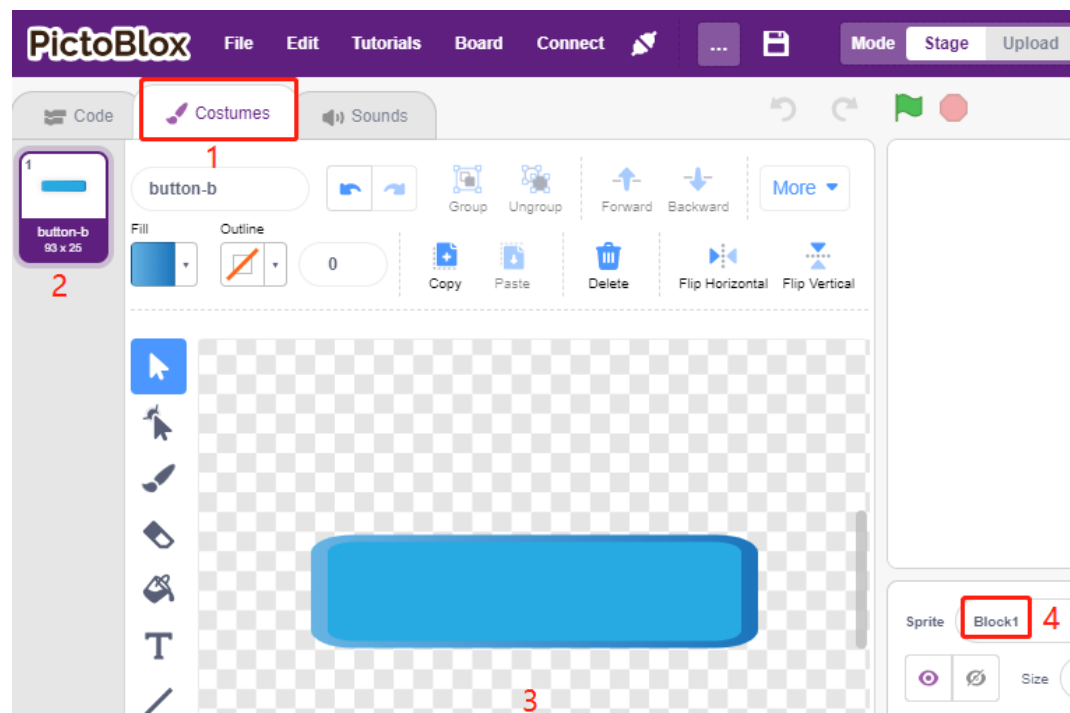 PictoBlox File Edit Tutorials Board Connect ... Mode Stage Upload
Code Costumes Sounds
1
1
button-b
Group Ungroup Forward Backward
More
button-b
93 x 25
Fill Outline
0
Copy Paste Delete Flip Horizontal Flip Vertical
2
T
3
Sprite Block1 4
Size